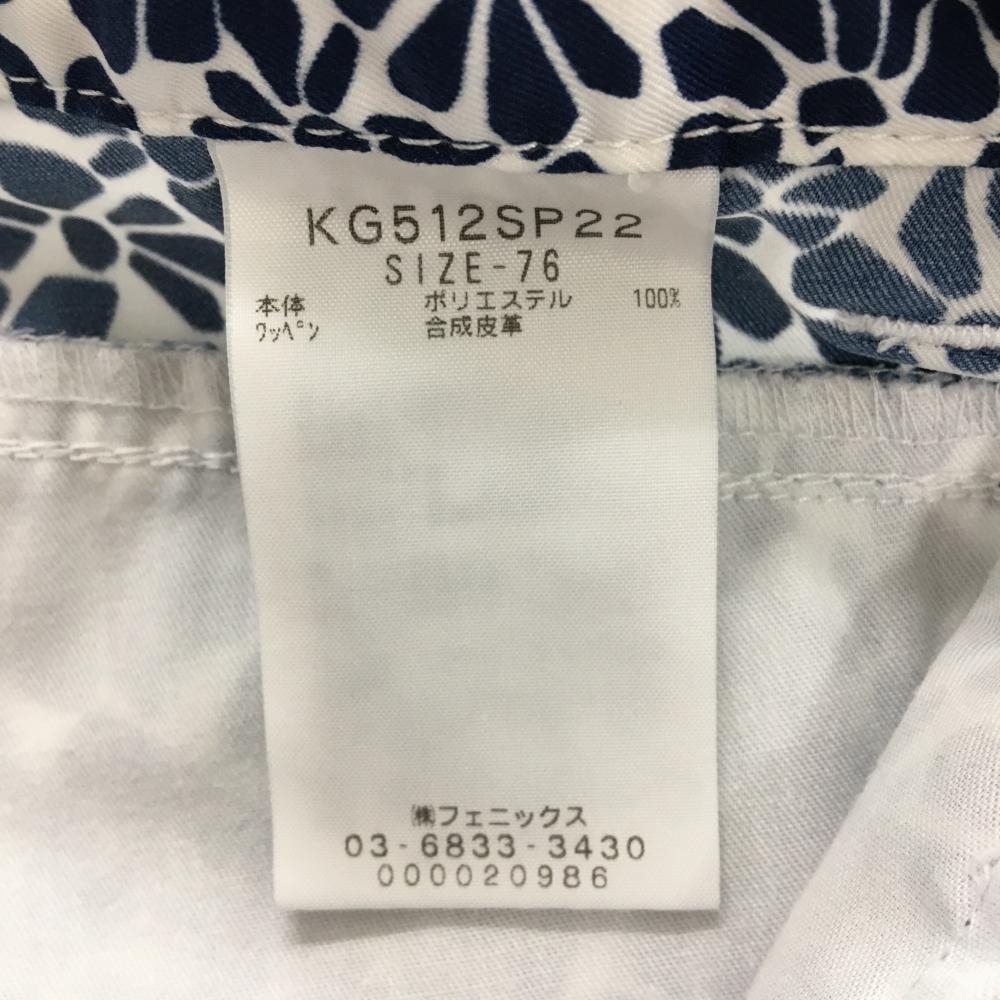 KG512SP22
SIZE-76
本体 ポリエステル 100%
ワッペン 合成皮革
㈱フェニックス
03-6833-3430
000020986